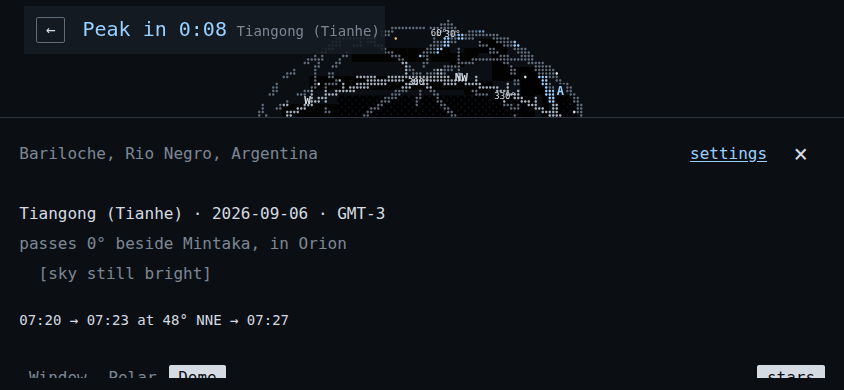 ← Peak in 0:08 Tiangong (Tianhe)
60° 30°
300° NW
W 330° A
Bariloche, Rio Negro, Argentina settings ×
Tiangong (Tianhe) · 2026-09-06 · GMT-3
passes 0° beside Mintaka, in Orion
[sky still bright]
07:20 → 07:23 at 48° NNE → 07:27
Window Polar Dome stars